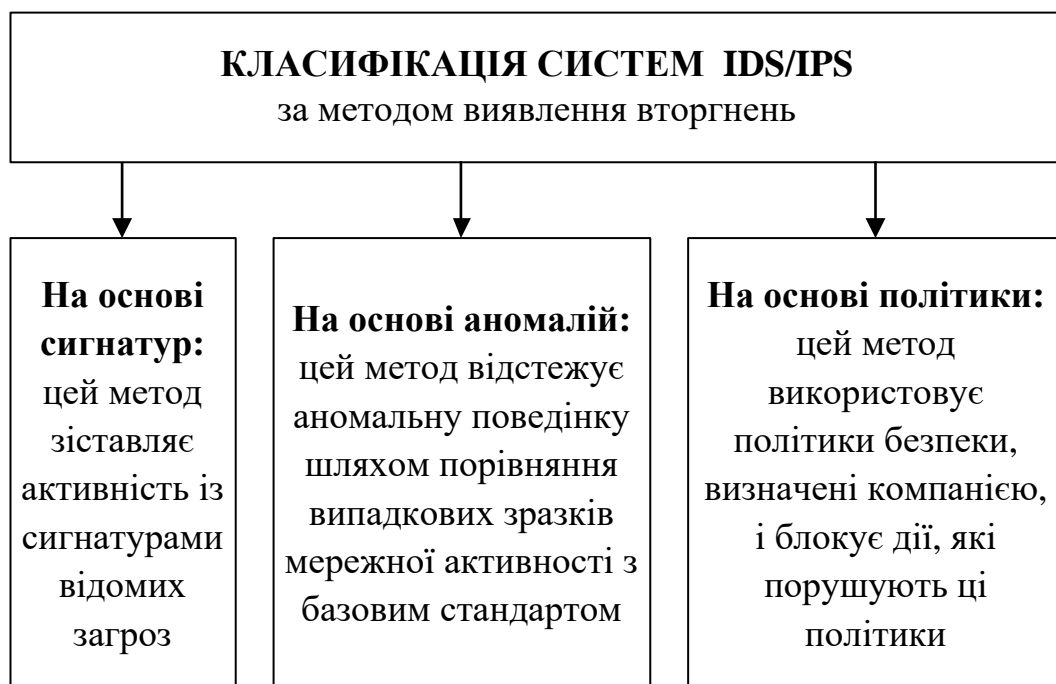 КЛАСИФІКАЦІЯ СИСТЕМ IDS/IPS
за методом виявлення вторгнень
На основі
сигнатур:
цей метод
зіставляє
активність із
сигнатурами
відомих
загроз
На основі аномалій:
цей метод відстежує
аномальну поведінку
шляхом порівняння
випадкових зразків
мережної активності з
базовим стандартом
На основі політики:
цей метод
використовує
політики безпеки,
визначені компанією,
і блокує дії, які
порушують ці
політики